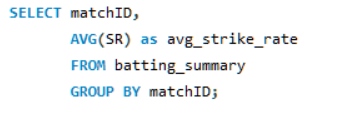 SELECT matchID,
AVG(SR) as avg_strike_rate
FROM batting_summary
GROUP BY matchID;